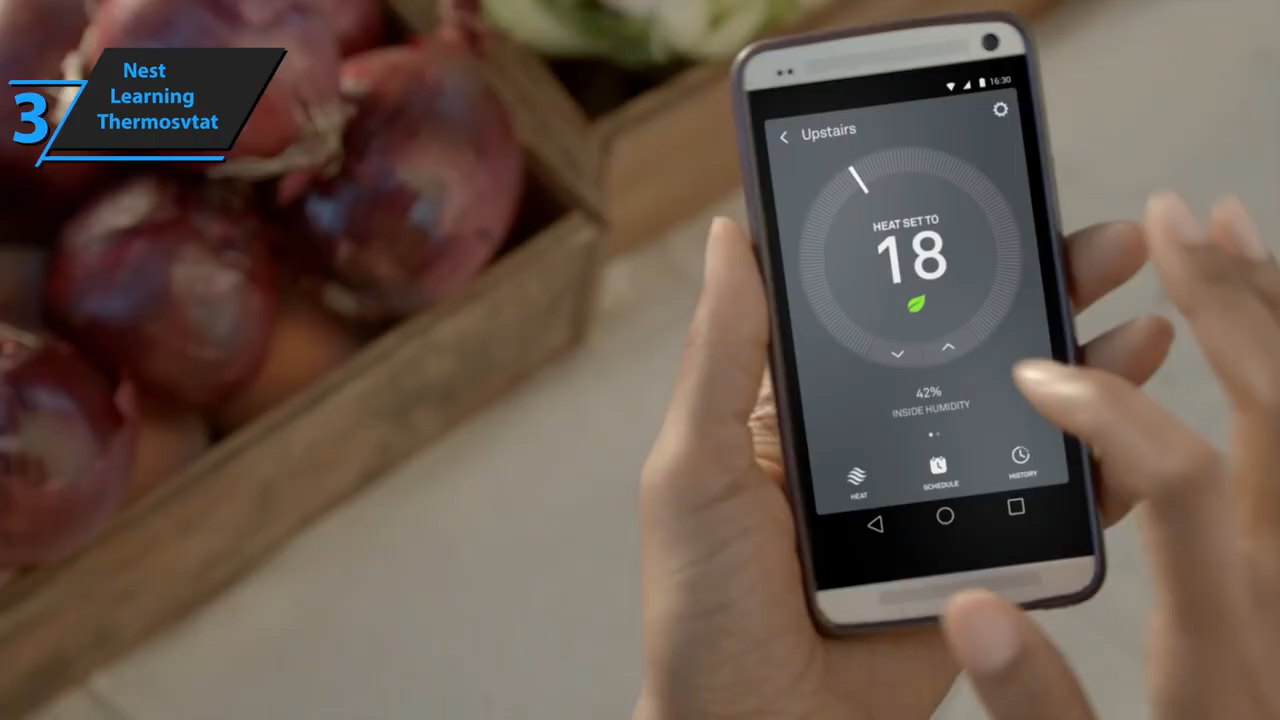 3
Nest
Learning
Thermosvtat
16:30
Upstairs
HEAT SET TO
18
42%
INSIDE HUMIDITY
HEAT
SCHEDULE
HISTORY